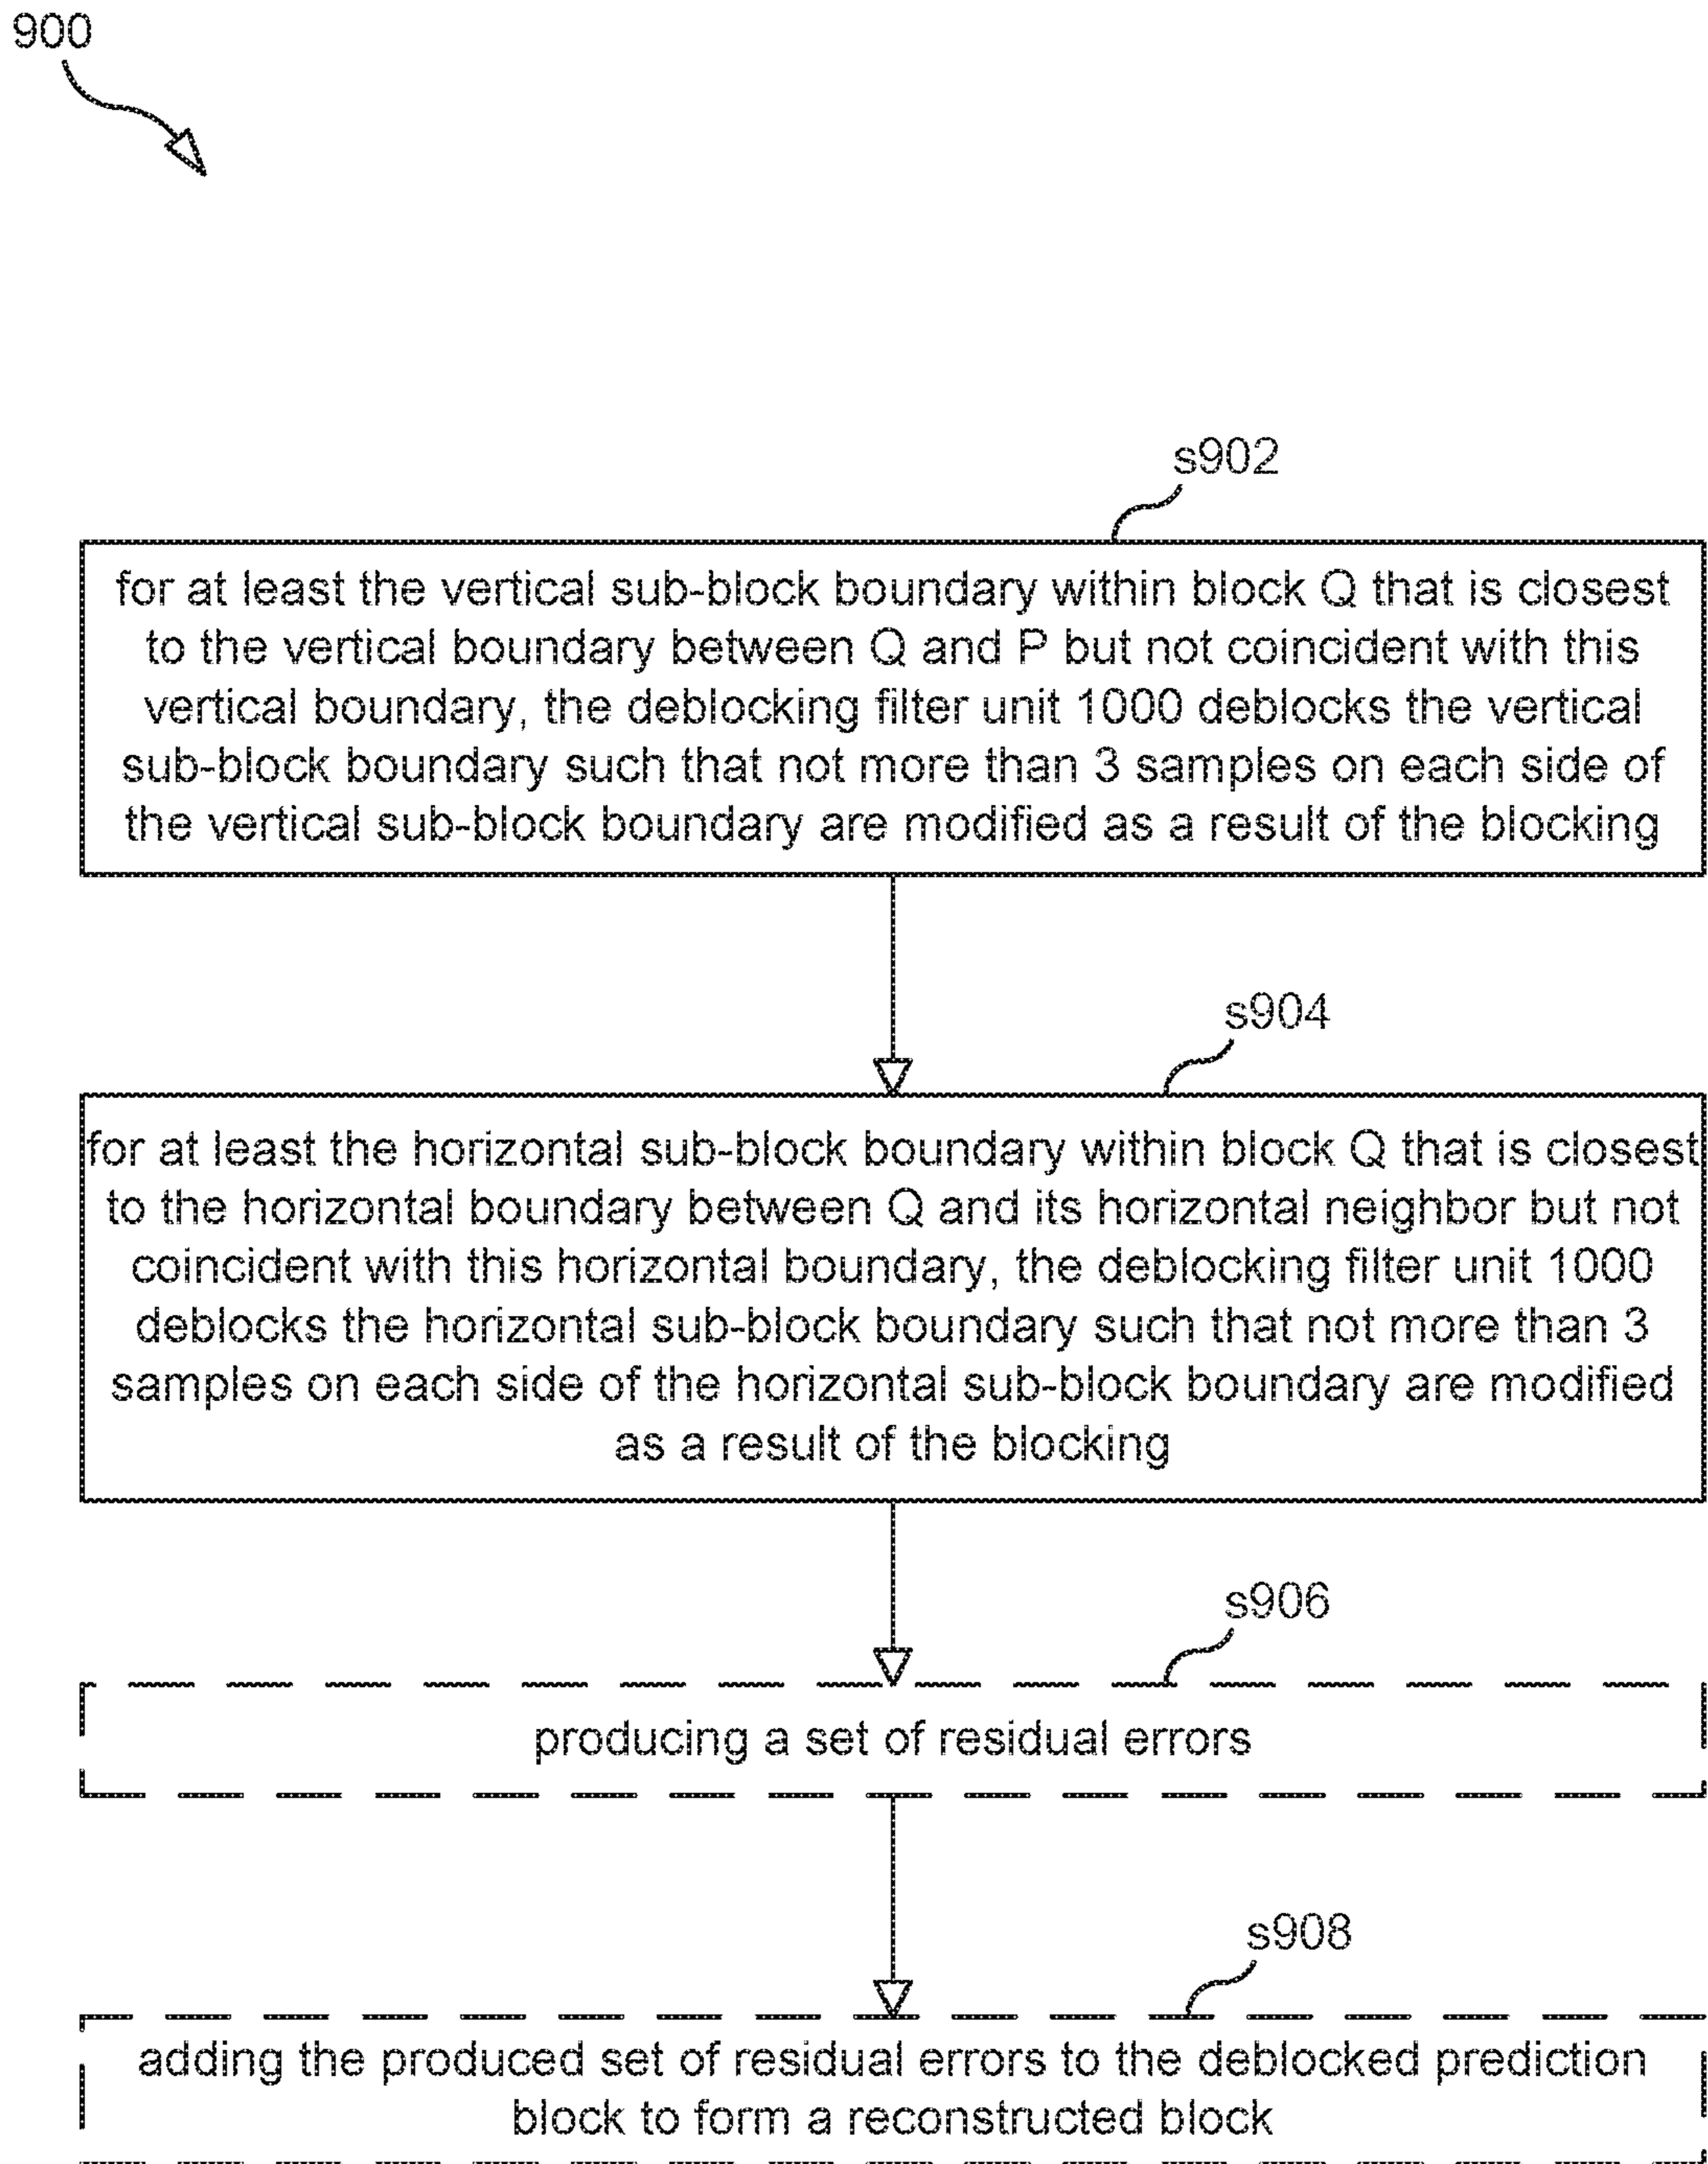 900
s902
for at least the vertical sub-block boundary within block Q that is closest
to the vertical boundary between Q and P but not coincident with this
vertical boundary, the deblocking filter unit 1000 deblocks the vertical
sub-block boundary such that not more than 3 samples on each side of
the vertical sub-block boundary are modified as a result of the blocking
s904
for at least the horizontal sub-block boundary within block Q that is closest
to the horizontal boundary between Q and its horizontal neighbor but not
coincident with this horizontal boundary, the deblocking filter unit 1000
deblocks the horizontal sub-block boundary such that not more than 3
samples on each side of the horizontal sub-block boundary are modified
as a result of the blocking
s906
producing a set of residual errors
s908
adding the produced set of residual errors to the deblocked prediction
block to form a reconstructed block